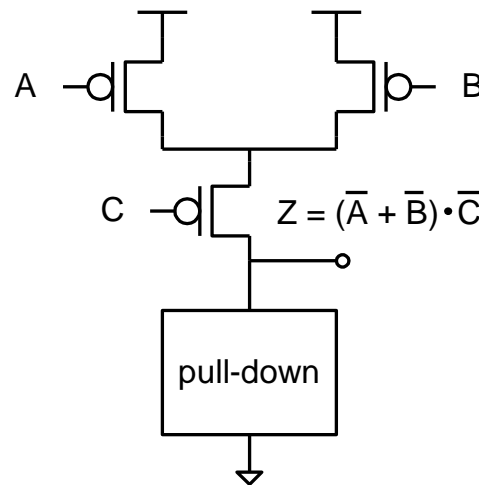 A
B
C
Z = (A̅ + B̅)•C̅
pull-down